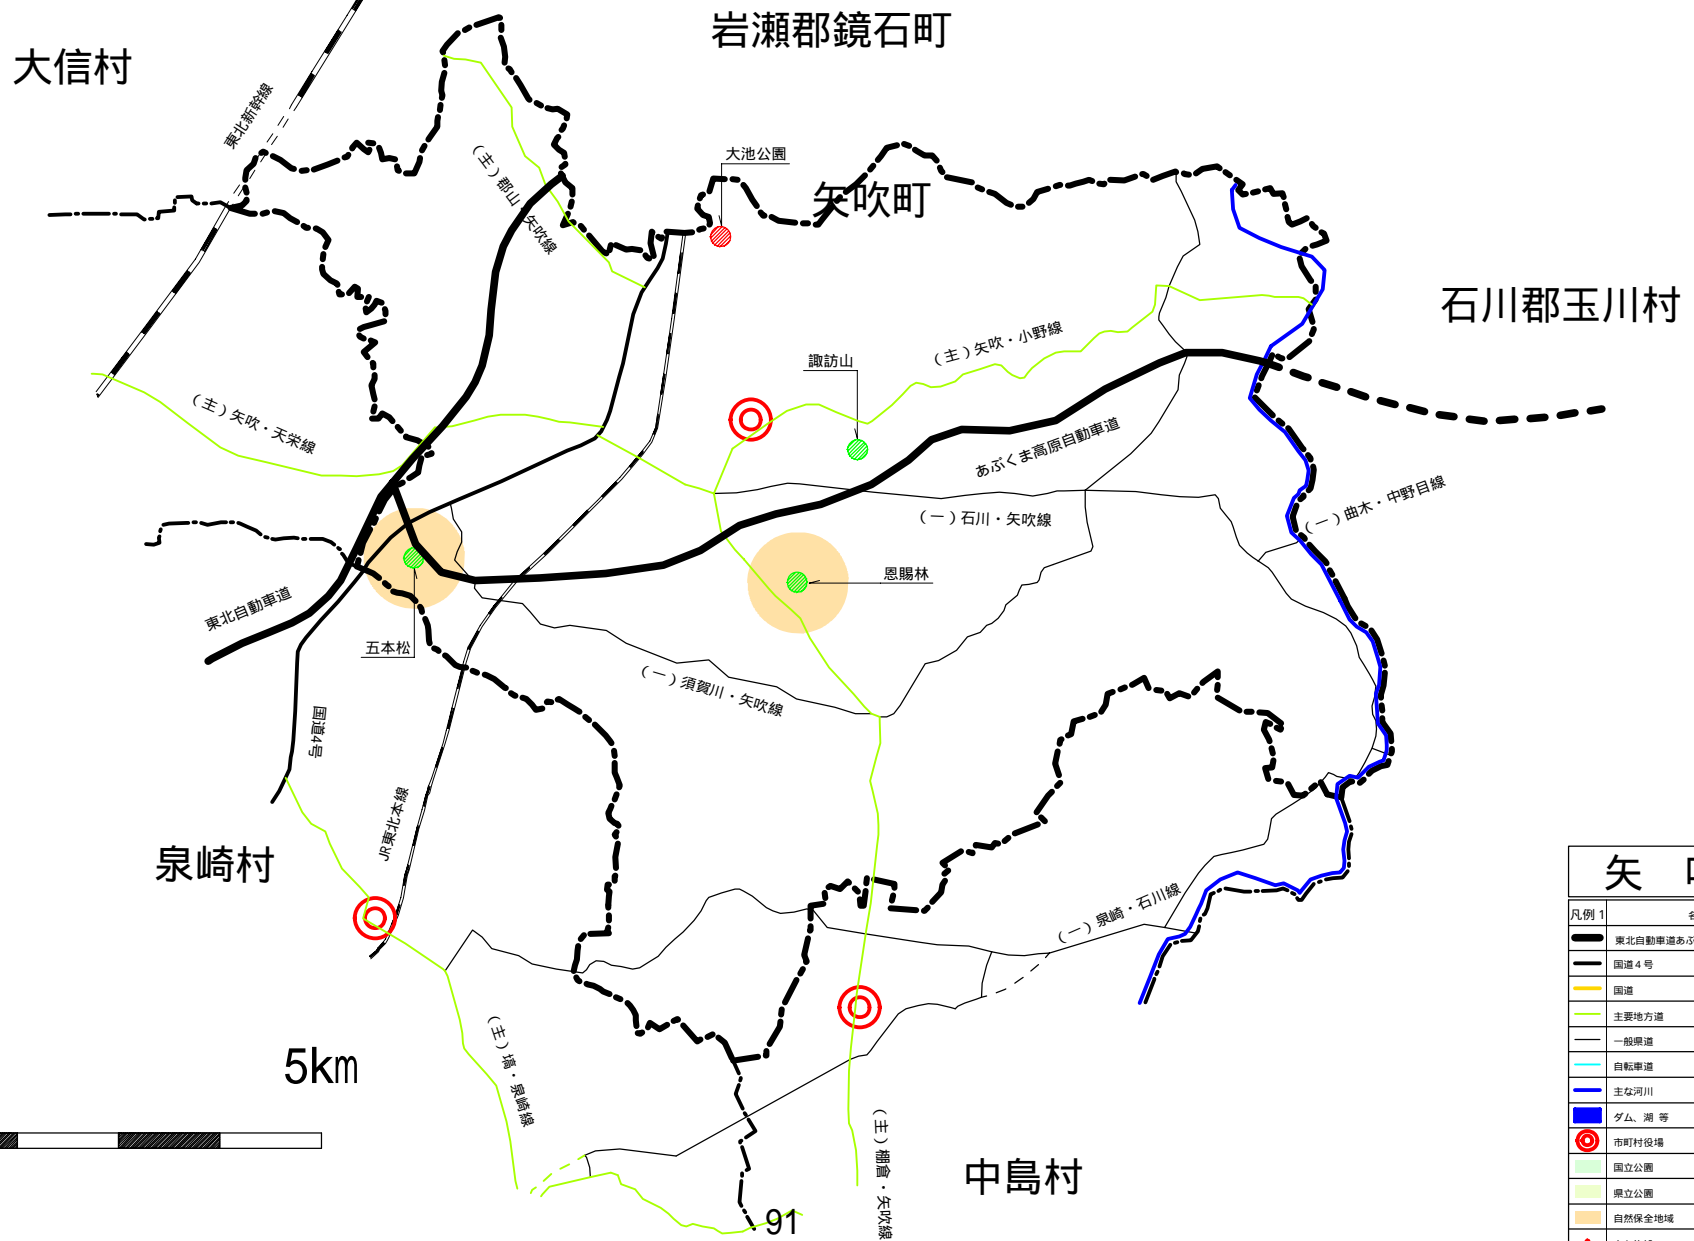 岩瀬郡鏡石町
大信村
東北新幹線
(主)郡山・矢吹線
大池公園
矢吹町
石川郡玉川村
(主)矢吹・小野線
諏訪山
(主)矢吹・天栄線
あぶくま高原自動車道
(一)石川・矢吹線
(一)曲木・中野目線
恩賜林
東北自動車道
五本松
(一)須賀川・矢吹線
国道4号
JR東北本線
泉崎村
(一)泉崎・石川線
(主)塙・泉崎線
5km
(主)棚倉・矢吹線
中島村
91
矢
凡例 1
東北自動車道あぶ
国道4号
国道
主要地方道
一般県道
自転車道
主な河川
ダム、湖 等
市町村役場
国立公園
県立公園
自然保全地域